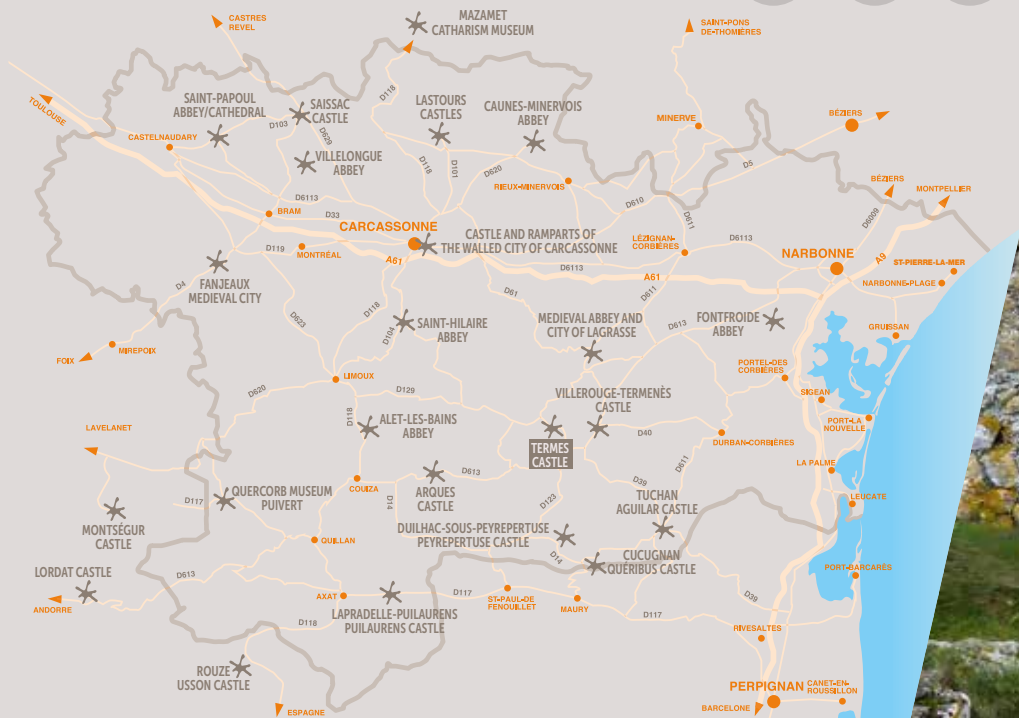 MAZAMET
CATHARISM MUSEUM
CASTRES
REVEL
SAINT-PONS
DE-THOMIÈRES
TOULOUSE
SAINT-PAPOUL
ABBEY/CATHEDRAL
D103
SAISSAC
CASTLE
D118
LASTOURS
CASTLES
CAUNES-MINERVOIS
ABBEY
MINERVE
BÉZIERS
CASTELNAUDARY
D629
VILLELONGUE
ABBEY
D118
D101
D620
RIEUX-MINERVOIS
D5
BÉZIERS
MONTPELLIER
D6113
BRAM
D33
D610
D611
D6009
CARCASSONNE
CASTLE AND RAMPARTS OF
THE WALLED CITY OF CARCASSONNE
D119
MONTRÉAL
A61
LÉZIGNAN-
CORBIÈRES
D6113
NARBONNE
A9
ST-PIERRE-LA-MER
D6113
A61
NARBONNE-PLAGE
FANJEAUX
MEDIEVAL CITY
D4
D623
D118
D104
SAINT-HILAIRE
ABBEY
D61
D611
MEDIEVAL ABBEY AND
CITY OF LAGRASSE
D613
FONTFROIDE
ABBEY
GRUISSAN
FOIX
MIREPOIX
LIMOUX
PORTEL-DES
CORBIÈRES
D620
D129
VILLEROUGE-TERMENÈS
CASTLE
SIGEAN
D118
ALET-LES-BAINS
ABBEY
PORT-LA
NOUVELLE
LAVELANET
TERMES
CASTLE
D40
DURBAN-CORBIÈRES
D613
D611
LA PALME
COUIZA
ARQUES
CASTLE
D39
QUERCORB MUSEUM
PUIVERT
D117
D14
D123
TUCHAN
AGUILAR CASTLE
LEUCATE
MONTSÉGUR
CASTLE
DUILHAC-SOUS-PEYREPERTUSE
PEYREPERTUSE CASTLE
QUILLAN
D14
CUCUGNAN
QUÉRIBUS CASTLE
LORDAT CASTLE
D613
PORT-BARCARÈS
ANDORRE
AXAT
D117
ST-PAUL-DE
FENOUILLET
MAURY
D39
LAPRADELLE-PUILAURENS
PUILAURENS CASTLE
D117
D118
RIVESALTES
ROUZE
USSON CASTLE
PERPIGNAN
CANET-EN-
ROUSSILLON
ESPAGNE
BARCELONE